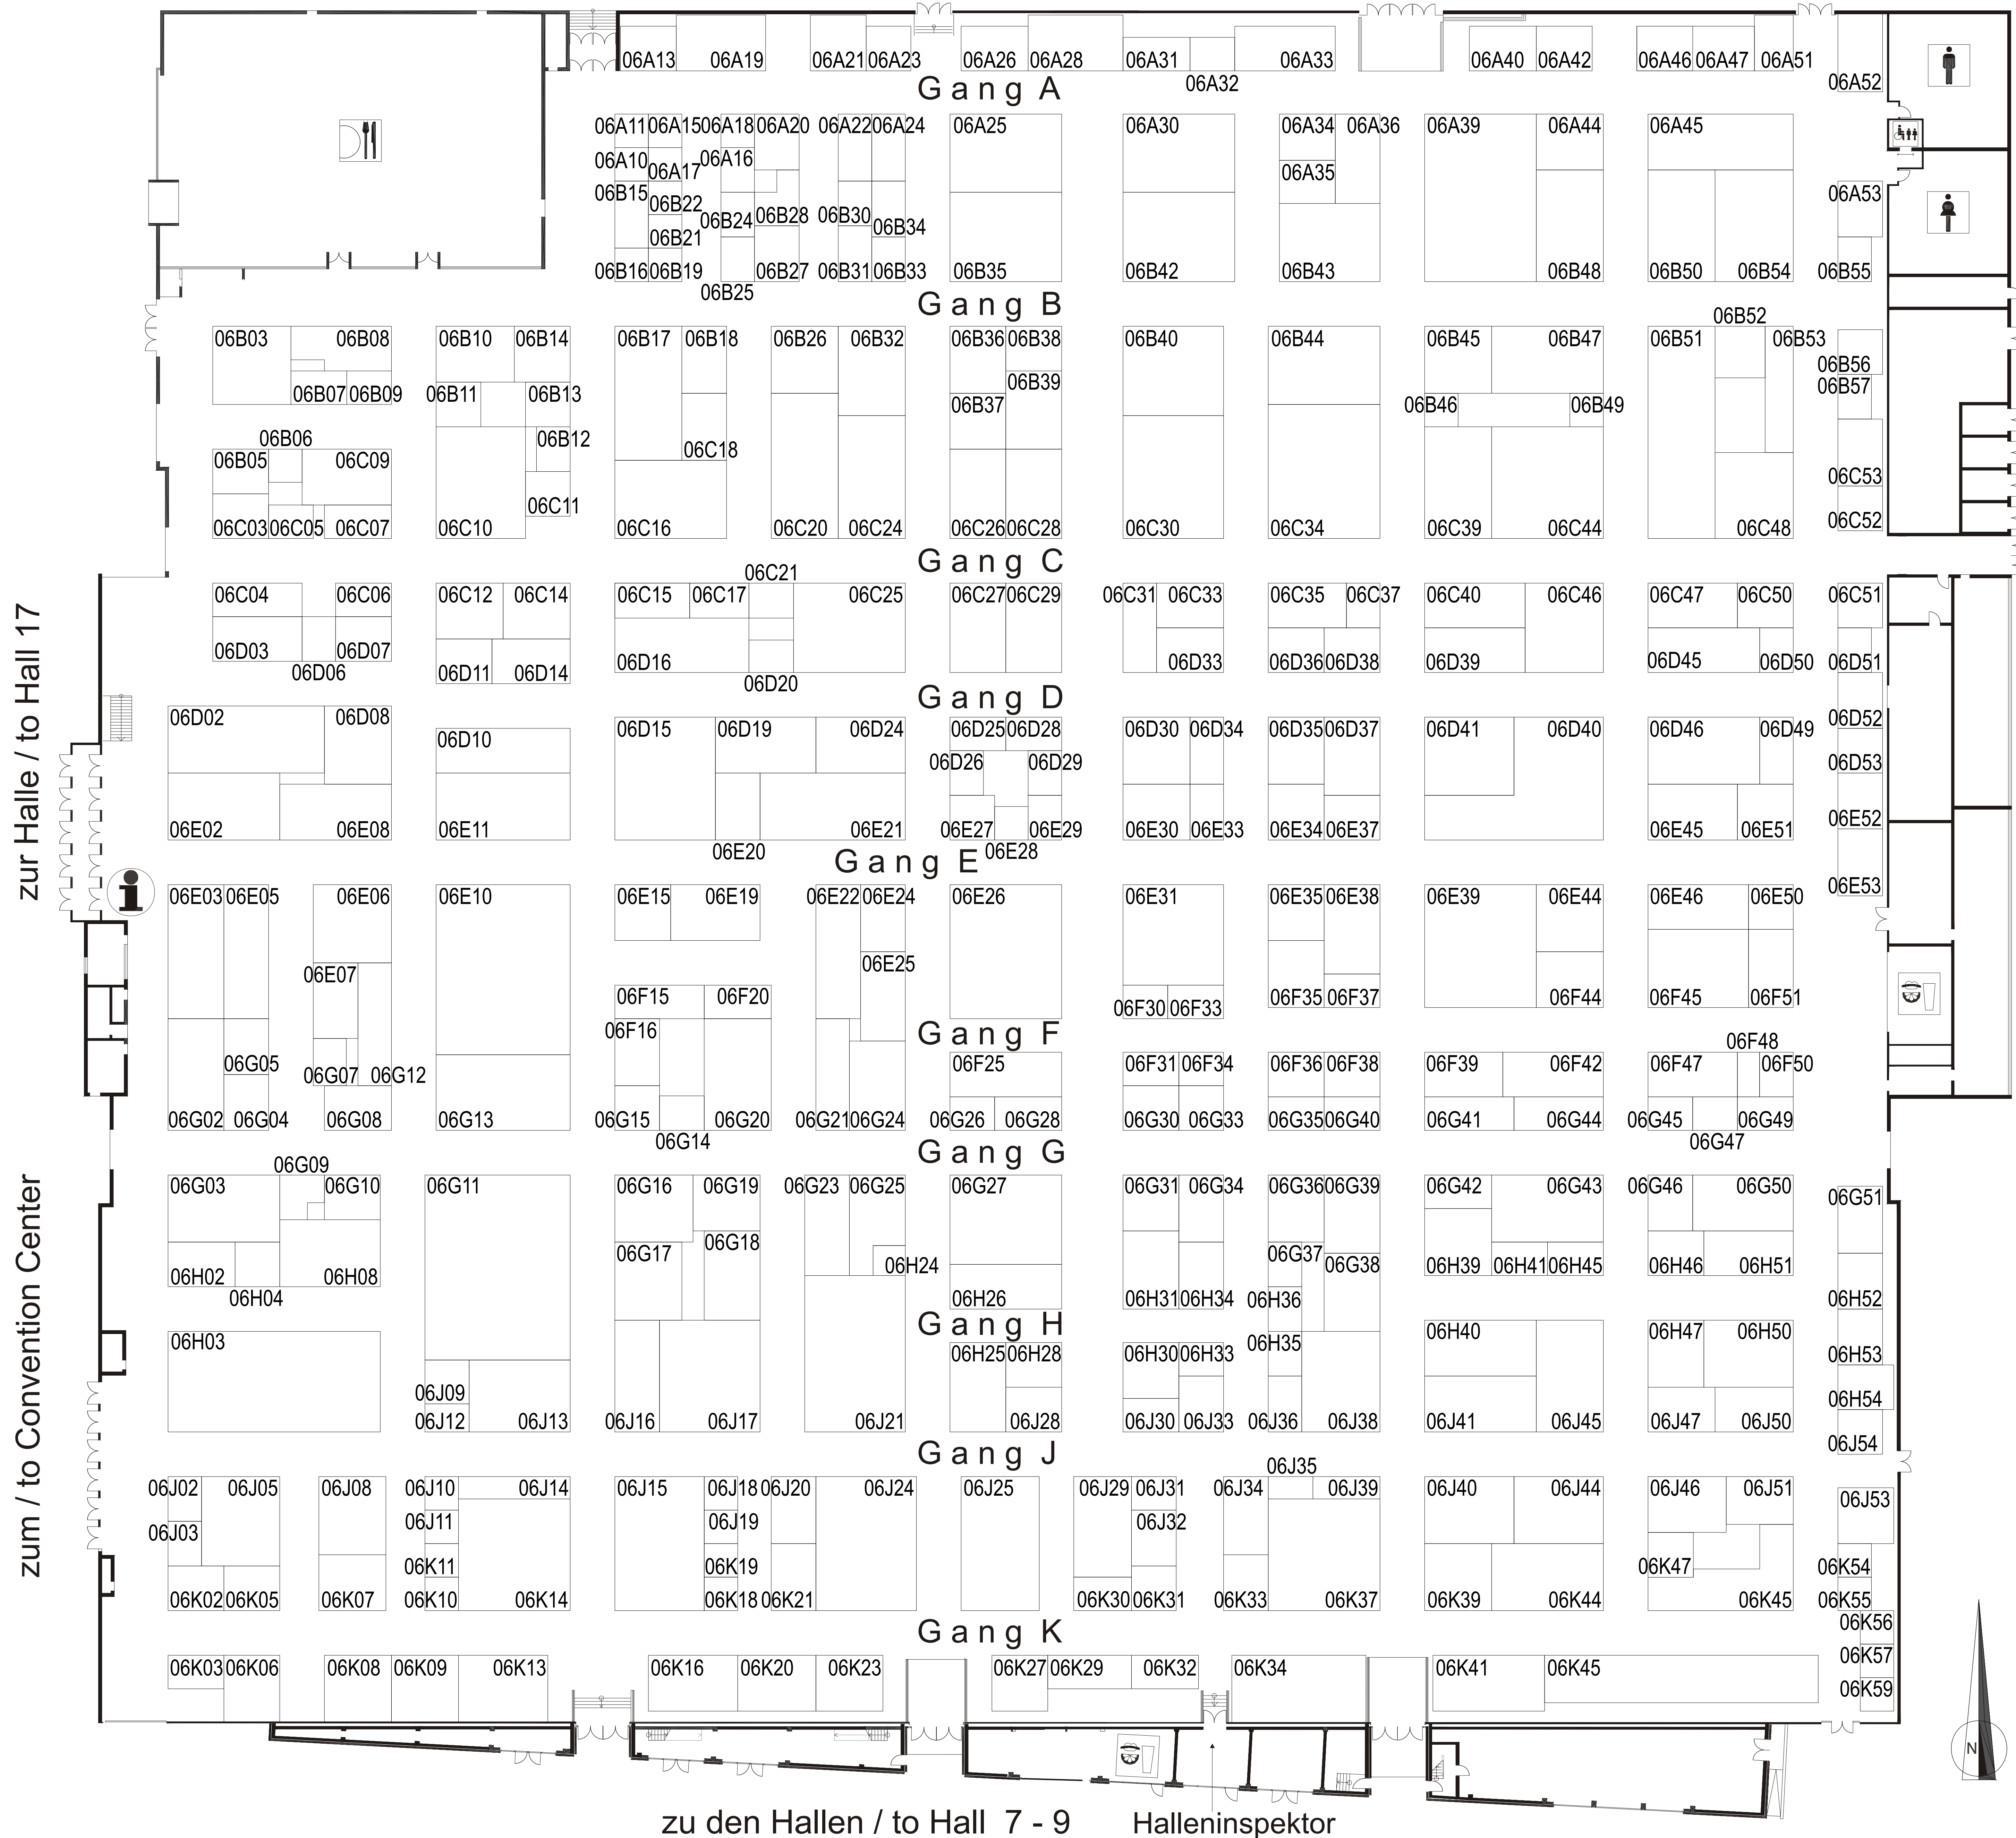 06A13 06A19 06A21 06A23 06A26 06A28 06A31 06A33 06A40 06A42 06A46 06A47 06A51
06A52
06A32
Gang A
06A11 06A15 06A18 06A20 06A22 06A24 06A25 06A30 06A34 06A36 06A39 06A44 06A45
06A10 06A17 06A16 06A35
06B15 06B22 06A53
06B24 06B28 06B30 06B34
06B21
06B16 06B19 06B27 06B31 06B33 06B35 06B42 06B43 06B48 06B50 06B54 06B55
06B25
Gang B
06B52
06B03 06B08 06B10 06B14 06B17 06B18 06B26 06B32 06B36 06B38 06B40 06B44 06B45 06B47 06B51 06B53
06B56
06B07 06B09 06B11 06B13 06B37 06B39 06B46 06B49 06B57
06B06 06B12
06B05 06C09 06C18
06C53
06C11
06C03 06C05 06C07 06C10 06C16 06C20 06C24 06C26 06C28 06C30 06C34 06C39 06C44 06C48 06C52
Gang C
06C21
06C04 06C06 06C12 06C14 06C15 06C17 06C25 06C27 06C29 06C31 06C33 06C35 06C37 06C40 06C46 06C47 06C50 06C51
06D03 06D07 06D16 06D33 06D36 06D38 06D39 06D45 06D50 06D51
06D06 06D11 06D14 06D20
zur Halle / to Hall 17
Gang D
06D02 06D08 06D10 06D15 06D19 06D24 06D25 06D28 06D30 06D34 06D35 06D37 06D41 06D40 06D46 06D49 06D52
06D26 06D29 06D53
06E02 06E08 06E11 06E21 06E27 06E29 06E30 06E33 06E34 06E37 06E45 06E51 06E52
06E20 06E28
Gang E
06E03 06E05 06E06 06E10 06E15 06E19 06E22 06E24 06E26 06E31 06E35 06E38 06E39 06E44 06E46 06E50 06E53
06E07 06E25
06F15 06F20 06F30 06F33 06F35 06F37 06F44 06F45 06F51
06F16
Gang F
06F48
06G05 06G07 06G12 06F25 06F31 06F34 06F36 06F38 06F39 06F42 06F47 06F50
06G02 06G04 06G08 06G13 06G15 06G20 06G21 06G24 06G26 06G28 06G30 06G33 06G35 06G40 06G41 06G44 06G45 06G49
06G14 06G47
Gang G
06G09
06G03 06G10 06G11 06G16 06G19 06G23 06G25 06G27 06G31 06G34 06G36 06G39 06G42 06G43 06G46 06G50 06G51
06G17 06G18 06G37 06G38
06H02 06H08 06H24 06H39 06H41 06H45 06H46 06H51
06H04 06H26 06H31 06H34 06H36 06H52
zum / to Convention Center
Gang H
06H03 06H25 06H28 06H30 06H33 06H35 06H40 06H47 06H50 06H53
06J09 06H54
06J12 06J13 06J16 06J17 06J21 06J28 06J30 06J33 06J36 06J38 06J41 06J45 06J47 06J50
06J54
Gang J
06J35
06J02 06J05 06J08 06J10 06J14 06J15 06J18 06J20 06J24 06J25 06J29 06J31 06J34 06J39 06J40 06J44 06J46 06J51 06J53
06J03 06J11 06J19 06J32
06K11 06K19 06K47 06K54
06K02 06K05 06K07 06K10 06K14 06K18 06K21 06K30 06K31 06K33 06K37 06K39 06K44 06K45 06K55
06K56
Gang K
06K03 06K06 06K08 06K09 06K13 06K16 06K20 06K23 06K27 06K29 06K32 06K34 06K41 06K45 06K57
06K59
N
zu den Hallen / to Hall 7 - 9
Halleninspektor